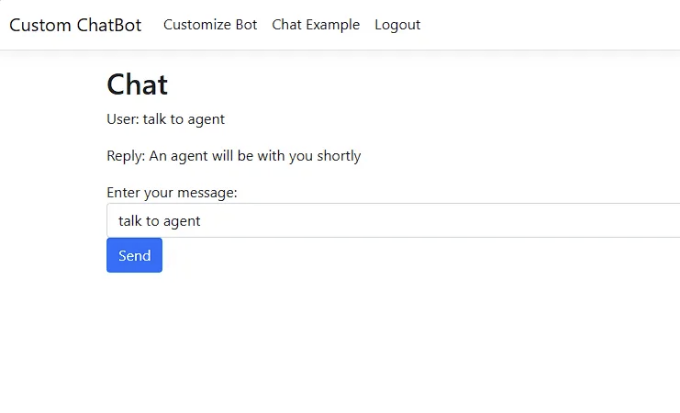 Custom ChatBot Customize Bot Chat Example Logout
Chat
User: talk to agent
Reply: An agent will be with you shortly
Enter your message:
talk to agent
Send